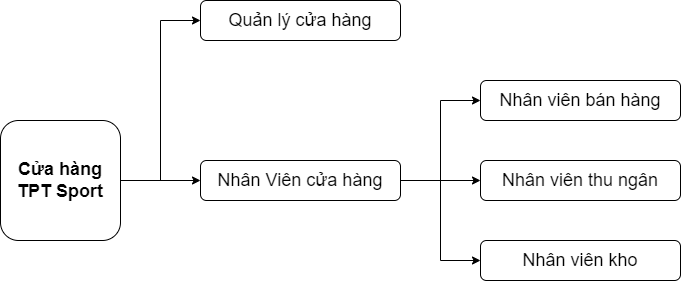 Quản lý cửa hàng
Cửa hàng
TPT Sport
Nhân Viên cửa hàng
Nhân viên bán hàng
Nhân viên thu ngân
Nhân viên kho